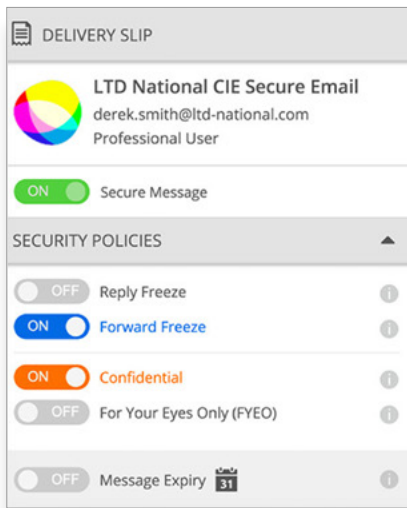 DELIVERY SLIP
LTD National CIE Secure Email
derek.smith@ltd-national.com
Professional User
ON Secure Message
SECURITY POLICIES
OFF Reply Freeze
ON Forward Freeze
ON Confidential
OFF For Your Eyes Only (FYEO)
OFF Message Expiry 31